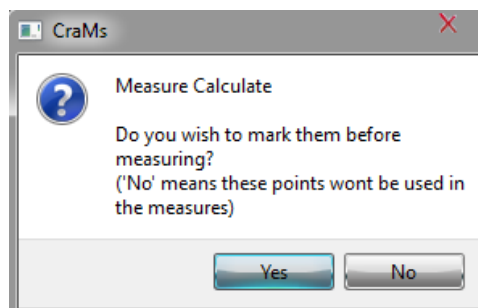 CraMs
Measure Calculate
Do you wish to mark them before
measuring?
('No' means these points wont be used in
the measures)
Yes
No